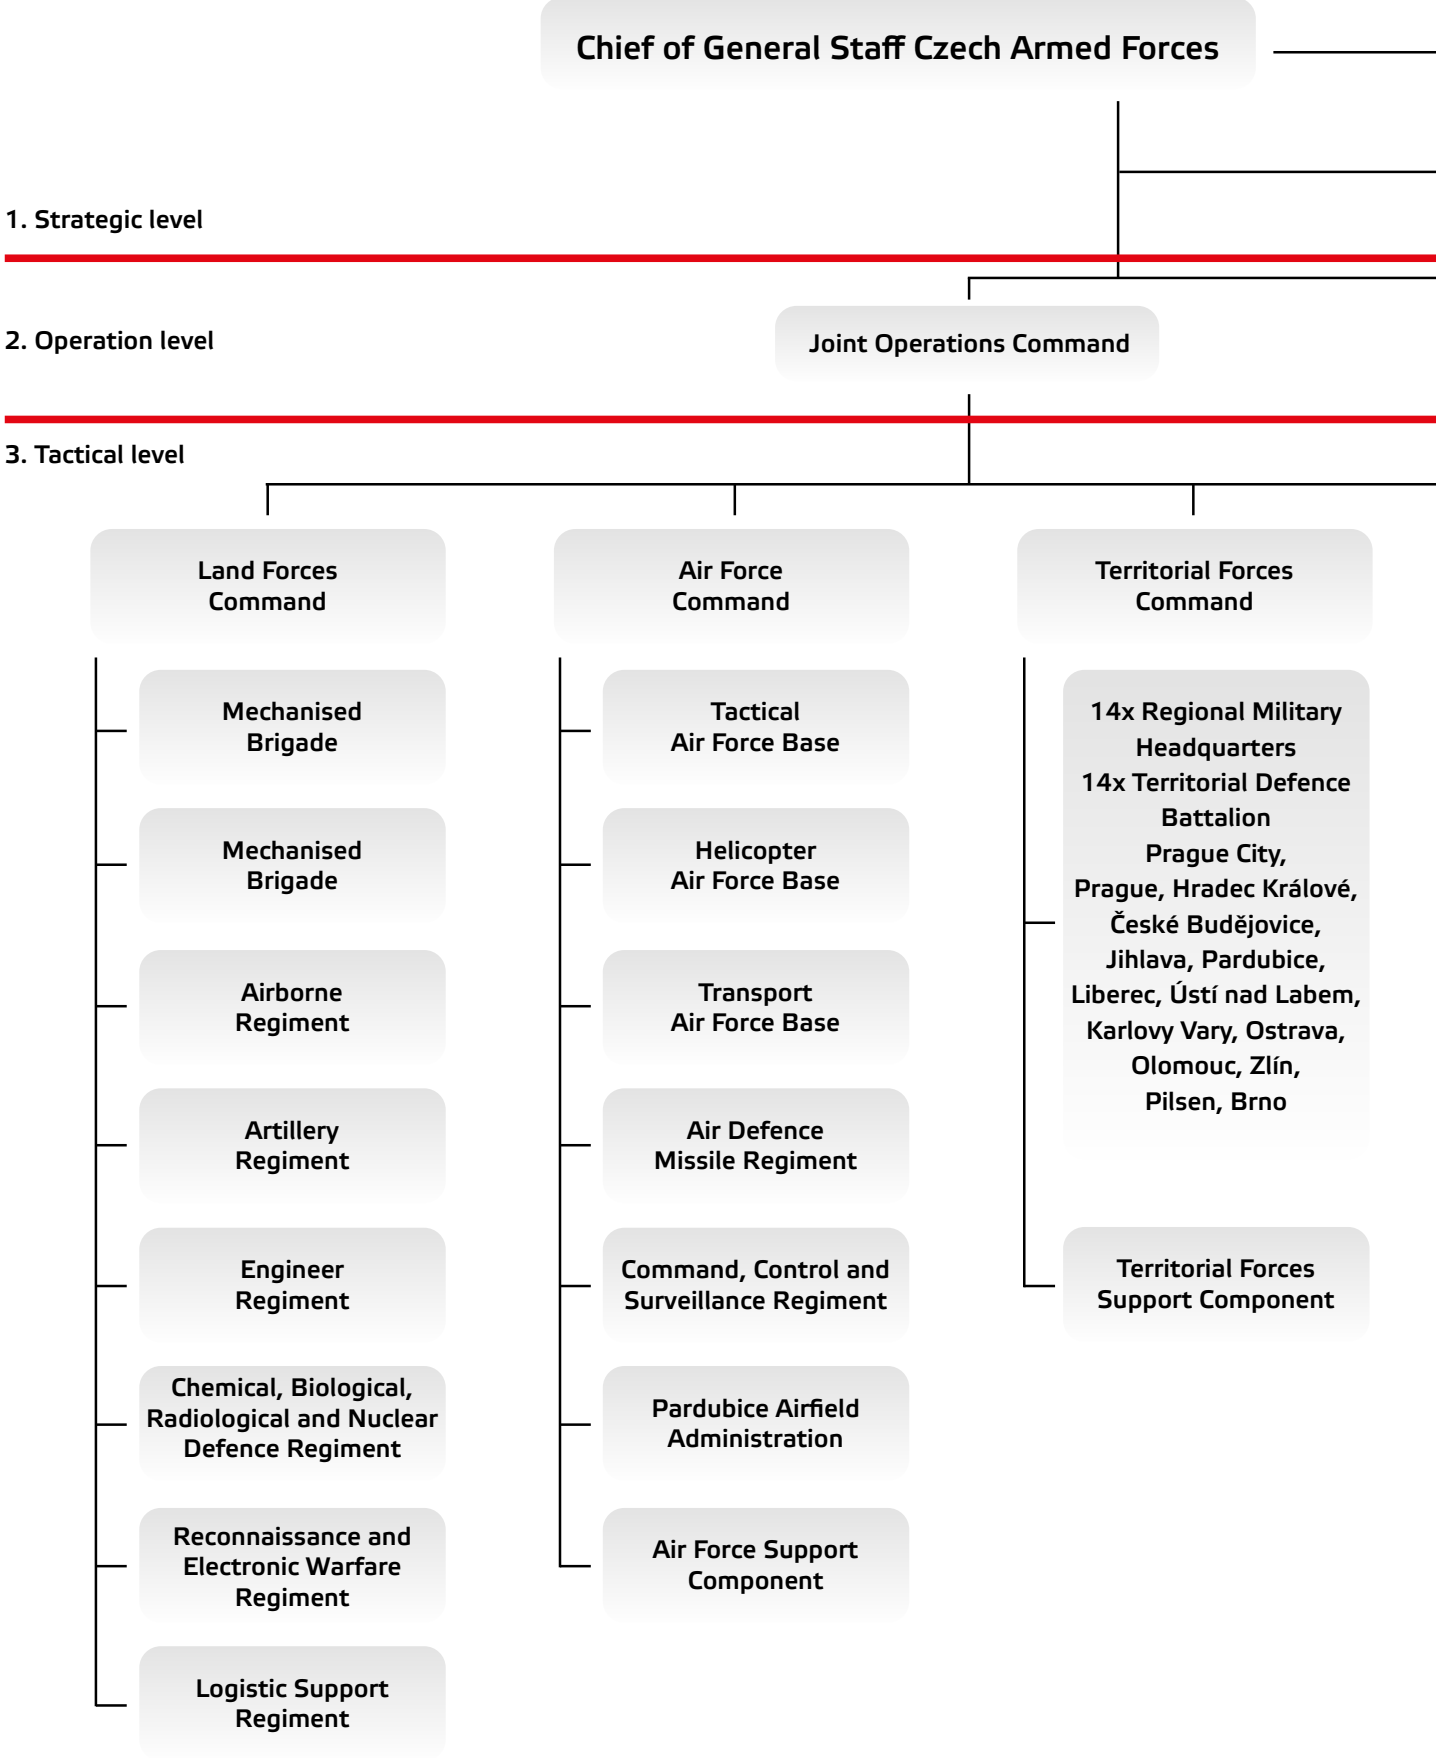 Chief of General Staff Czech Armed Forces
1. Strategic level
2. Operation level
Joint Operations Command
3. Tactical level
Land Forces
Command
Mechanised
Brigade
Mechanised
Brigade
Airborne
Regiment
Artillery
Regiment
Engineer
Regiment
Chemical, Biological,
Radiological and Nuclear
Defence Regiment
Reconnaissance and
Electronic Warfare
Regiment
Logistic Support
Regiment
Air Force
Command
Tactical
Air Force Base
Helicopter
Air Force Base
Transport
Air Force Base
Air Defence
Missile Regiment
Command, Control and
Surveillance Regiment
Pardubice Airfield
Administration
Air Force Support
Component
Territorial Forces
Command
14x Regional Military
Headquarters
14x Territorial Defence
Battalion
Prague City,
Prague, Hradec Králové,
České Budějovice,
Jihlava, Pardubice,
Liberec, Ústí nad Labem,
Karlovy Vary, Ostrava,
Olomouc, Zlín,
Pilsen, Brno
Territorial Forces
Support Component